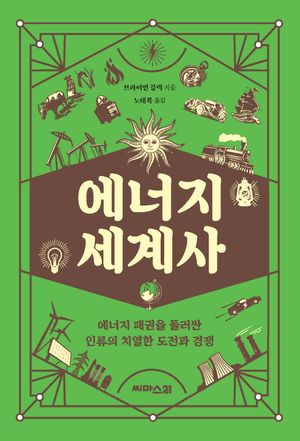 브라이언 블랙 지음
노태복 옮김
에너지
세계사
에너지 패권을 둘러싼
인류의 치열한 도전과 경쟁
씨마스21